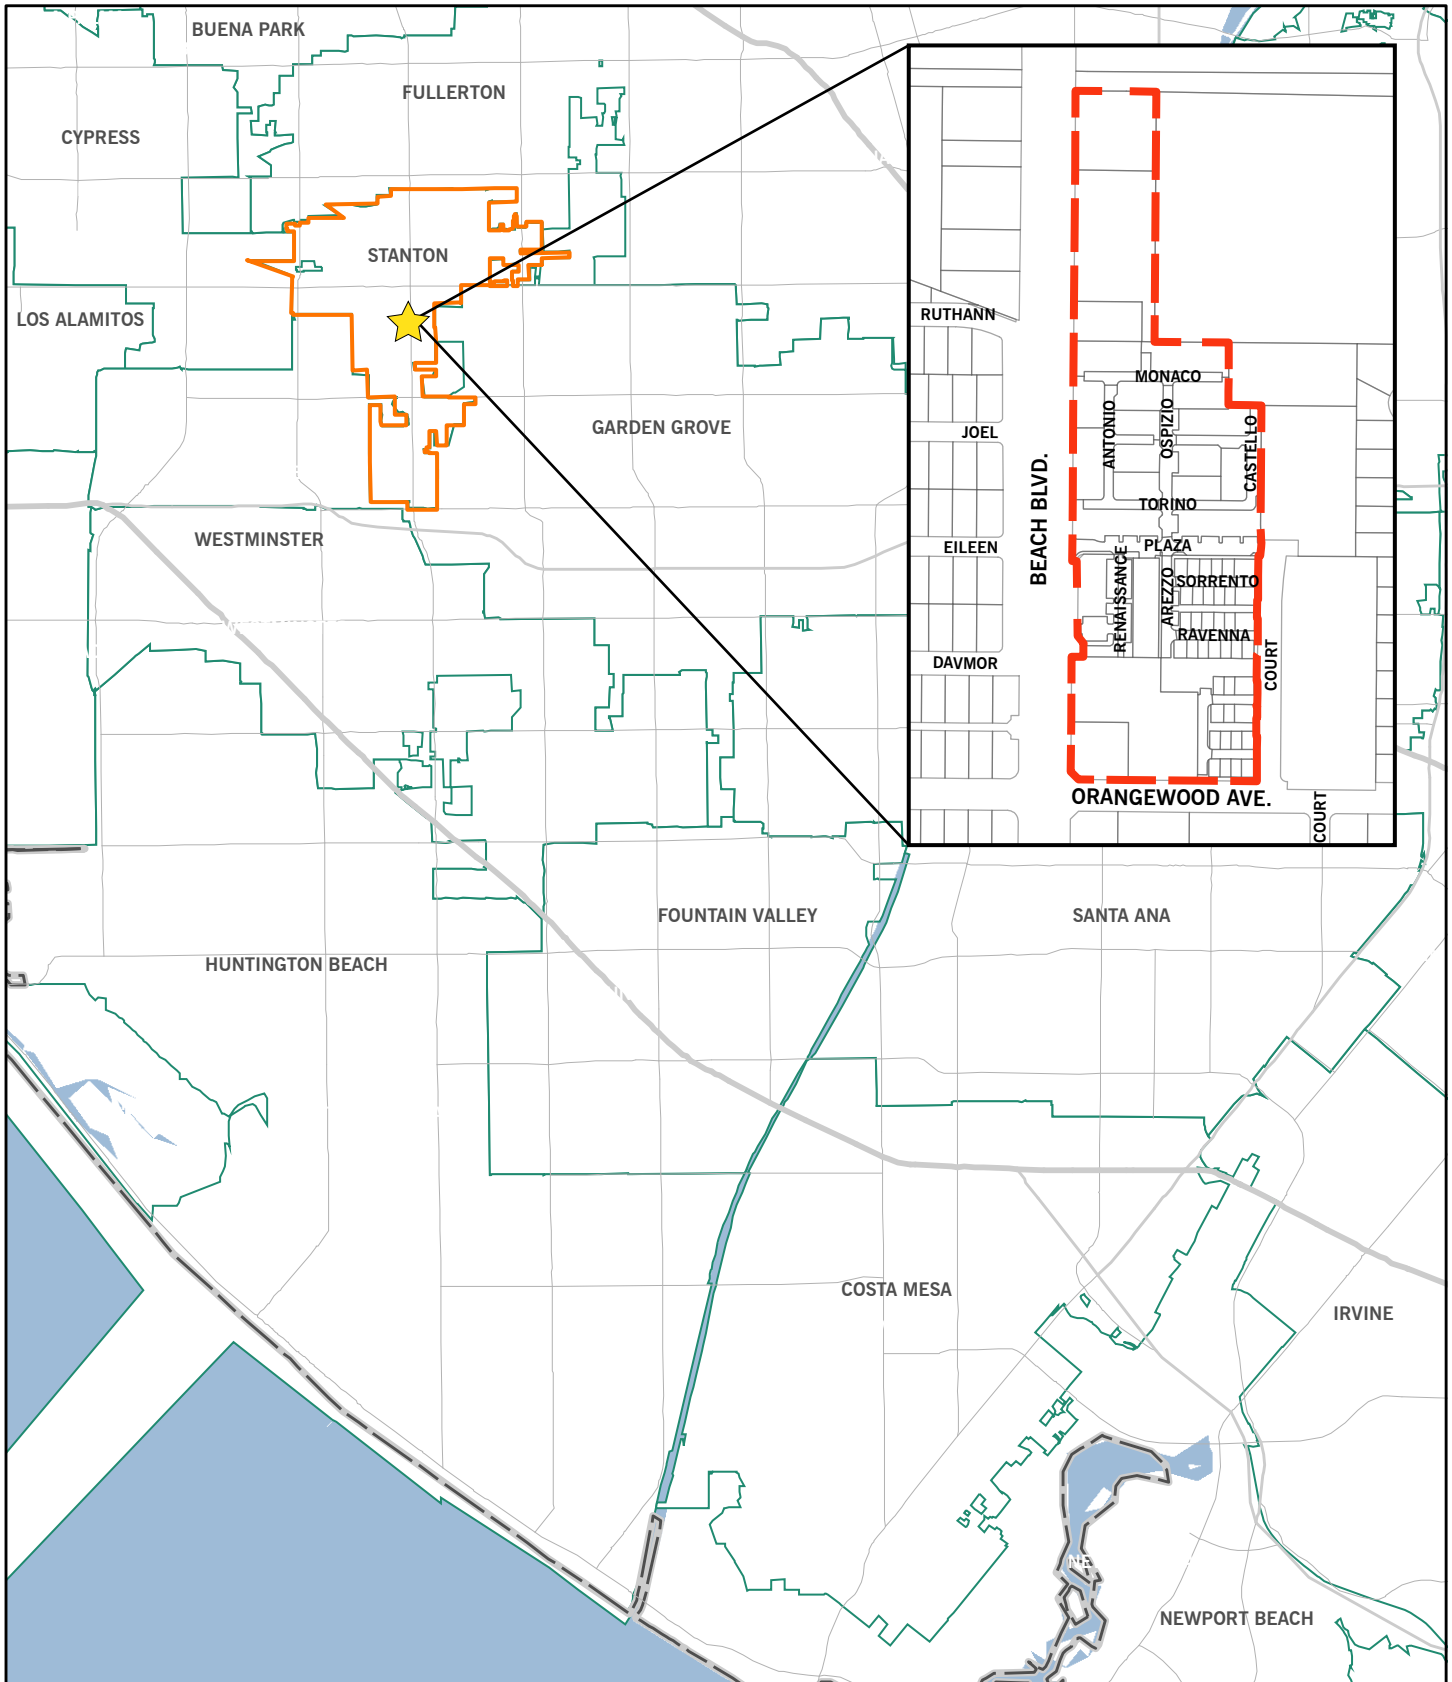 BUENA PARK
FULLERTON
CYPRESS
STANTON
LOS ALAMITOS
GARDEN GROVE
WESTMINSTER
FOUNTAIN VALLEY
SANTA ANA
HUNTINGTON BEACH
COSTA MESA
IRVINE
NEWPORT BEACH
RUTHANN
MONACO
ANTONIO
OSPIZIO
CASTELLO
JOEL
BEACH BLVD.
TORINO
EILEEN
PLAZA
RENAISSANCE
AREZZO
SORRENTO
RAVENNA
DAVMOR
COURT
ORANGEWOOD AVE.
COURT